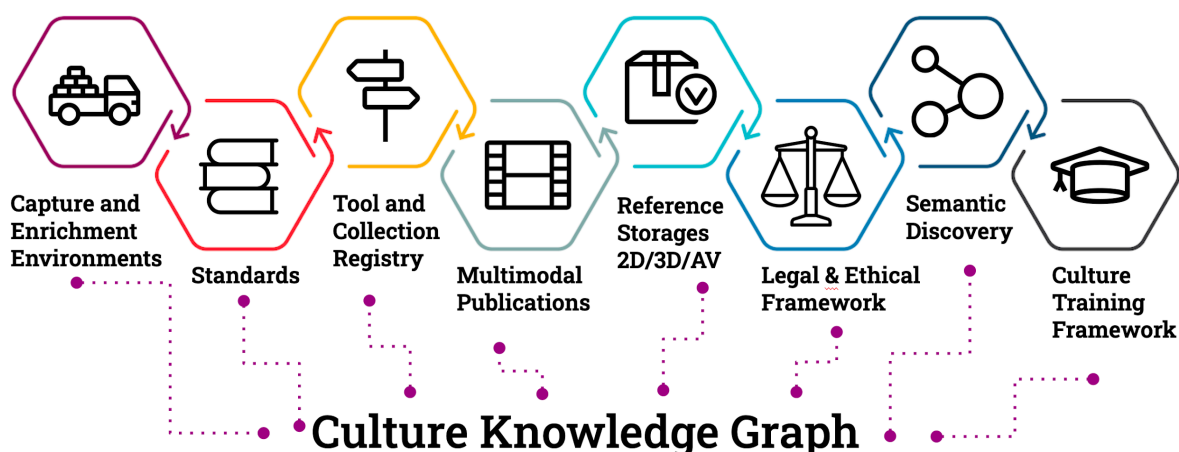 Capture and
Enrichment
Environments
Standards
Tool and
Collection
Registry
Multimodal
Publications
Reference
Storages
2D/3D/AV
Legal & Ethical
Framework
Semantic
Discovery
Culture
Training
Framework
Culture Knowledge Graph